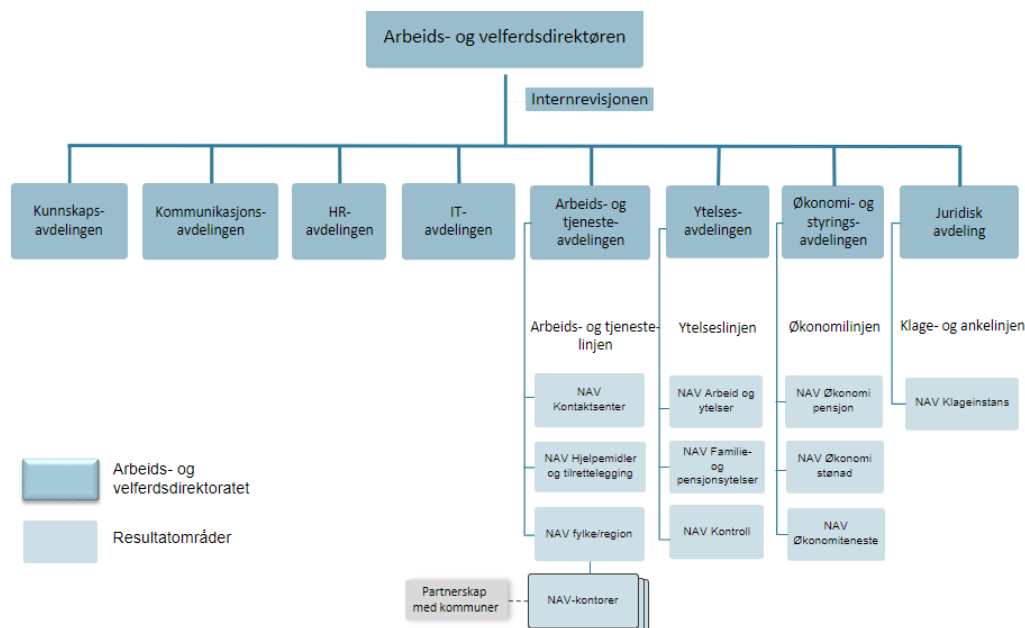 Arbeids- og velferdsdirektøren
Internrevisjonen
Kunnskaps-
avdelingen
Kommunikasjons-
avdelingen
HR-
avdelingen
IT-
avdelingen
Arbeids- og
tjeneste-
avdelingen
Ytelses-
avdelingen
Økonomi- og
styrings-
avdelingen
Juridisk
avdeling
Arbeids- og tjeneste-
linjen
Ytelseslinjen
Økonomilinjen
Klage- og ankelinjen
NAV
Kontaktsenter
NAV Arbeid og
ytelser
NAV Økonomi
pensjon
NAV Klageinstans
NAV Hjelpemidler
og tilrettelegging
NAV Familie-
og
pensjonsytelser
NAV Økonomi
stønad
NAV fylke/region
NAV Kontroll
NAV
Økonomiteneste
Partnerskap
med kommuner
NAV-kontorer
Arbeids- og
velferdsdirektoratet
Resultatområder